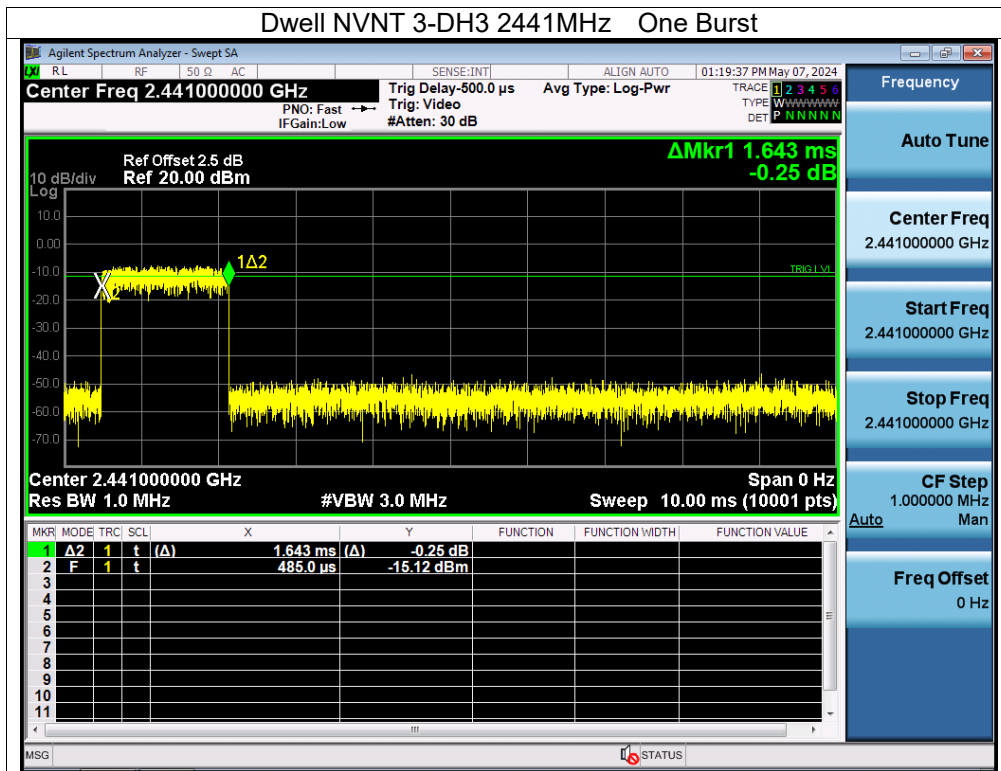 Dwell NVNT 3-DH3 2441MHz One Burst
Agilent Spectrum Analyzer - Swept SA
LXI RL RF 50 Ω AC SENSE:INT ALIGN AUTO 01:19:37 PM May 07, 2024
Center Freq 2.441000000 GHz Trig Delay-500.0 µs Avg Type: Log-Pwr TRACE 1 2 3 4 5 6
PNO: Fast Trig: Video TYPE WWWWWW
IFGain:Low #Atten: 30 dB DET P N N N N N
Frequency
Auto Tune
Center Freq
2.441000000 GHz
Start Freq
2.441000000 GHz
Stop Freq
2.441000000 GHz
CF Step
1.000000 MHz
Auto Man
Freq Offset
0 Hz
ΔMkr1 1.643 ms
-0.25 dB
Ref Offset 2.5 dB
10 dB/div Ref 20.00 dBm
Log
10.0
0.00
-10.0
-20.0
-30.0
-40.0
-50.0
-60.0
-70.0
1Δ2
2
TRIG LVL
Center 2.441000000 GHz Span 0 Hz
Res BW 1.0 MHz #VBW 3.0 MHz Sweep 10.00 ms (10001 pts)
MKR MODE TRC SCL X Y FUNCTION FUNCTION WIDTH FUNCTION VALUE
1 Δ2 1 t (Δ) 1.643 ms (Δ) -0.25 dB
2 F 1 t 485.0 µs -15.12 dBm
3
4
5
6
7
8
9
10
11
MSG STATUS